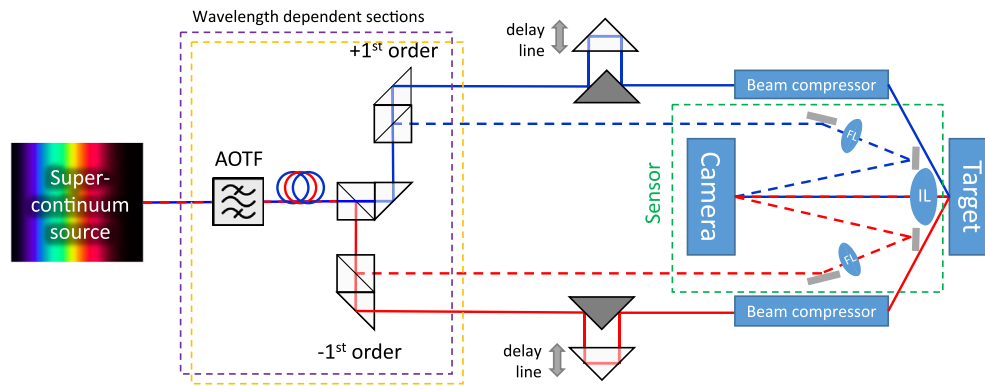 Wavelength dependent sections
+1st order
delay
line
Beam compressor
AOTF
Super-
continuum
source
Sensor
Camera
FL
IL
FL
Target
Beam compressor
-1st order
delay
line